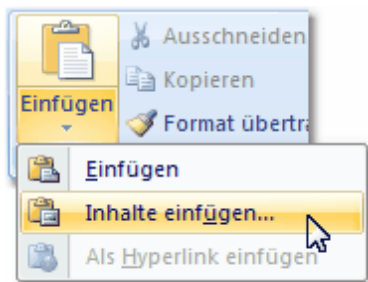 Ausschneiden
Kopieren
Einfügen
Format übertra
Einfügen
Inhalte einfügen...
Als Hyperlink einfügen